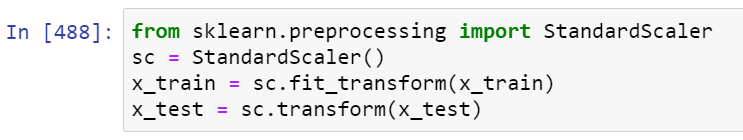 In [488]: from sklearn.preprocessing import StandardScaler
sc = StandardScaler()
x_train = sc.fit_transform(x_train)
x_test = sc.transform(x_test)